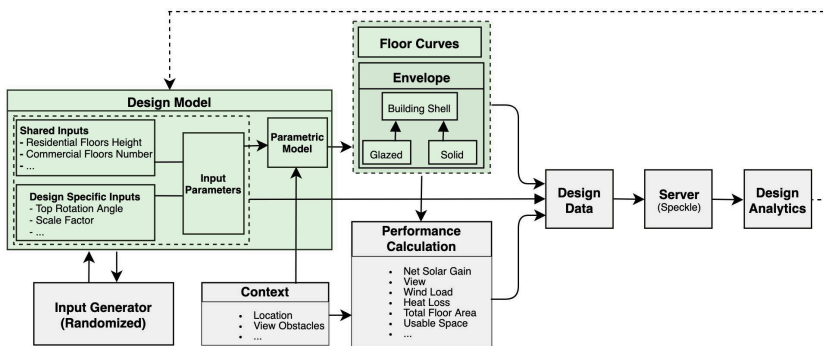 Floor Curves
Envelope
Building Shell
Glazed
Solid
Design Model
Shared Inputs
- Residential Floors Height
- Commercial Floors Number
- ...
Design Specific Inputs
- Top Rotation Angle
- Scale Factor
- ...
Input
Parameters
Parametric
Model
Input Generator
(Randomized)
Context
• Location
• View Obstacles
• ...
Performance
Calculation
• Net Solar Gain
• View
• Wind Load
• Heat Loss
• Total Floor Area
• Usable Space
• ...
Design
Data
Server
(Speckle)
Design
Analytics